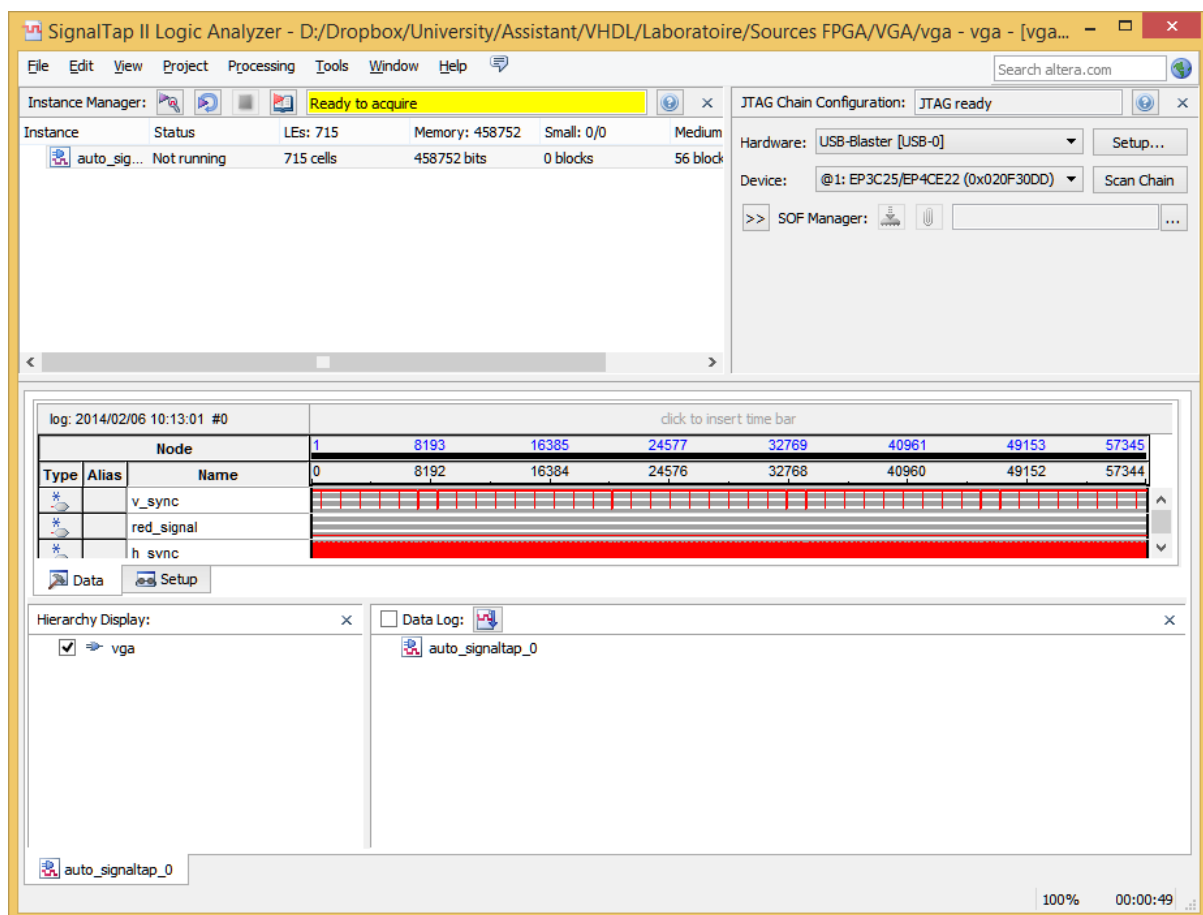 SignalTap II Logic Analyzer - D:/Dropbox/University/Assistant/VHDL/Laboratoire/Sources FPGA/VGA/vga - vga - [vga...
File Edit View Project Processing Tools Window Help
Search altera.com
Instance Manager: Ready to acquire
Instance Status LEs: 715 Memory: 458752 Small: 0/0 Medium
auto_sig... Not running 715 cells 458752 bits 0 blocks 56 block
JTAG Chain Configuration: JTAG ready
Hardware: USB-Blaster [USB-0] Setup...
Device: @1: EP3C25/EP4CE22 (0x020F30DD) Scan Chain
>> SOF Manager: ...
log: 2014/02/06 10:13:01 #0 click to insert time bar
Node 1 8193 16385 24577 32769 40961 49153 57345
Type Alias Name 0 8192 16384 24576 32768 40960 49152 57344
v_sync
red_signal
h_sync
Data Setup
Hierarchy Display:
vga
Data Log:
auto_signaltap_0
auto_signaltap_0
100% 00:00:49